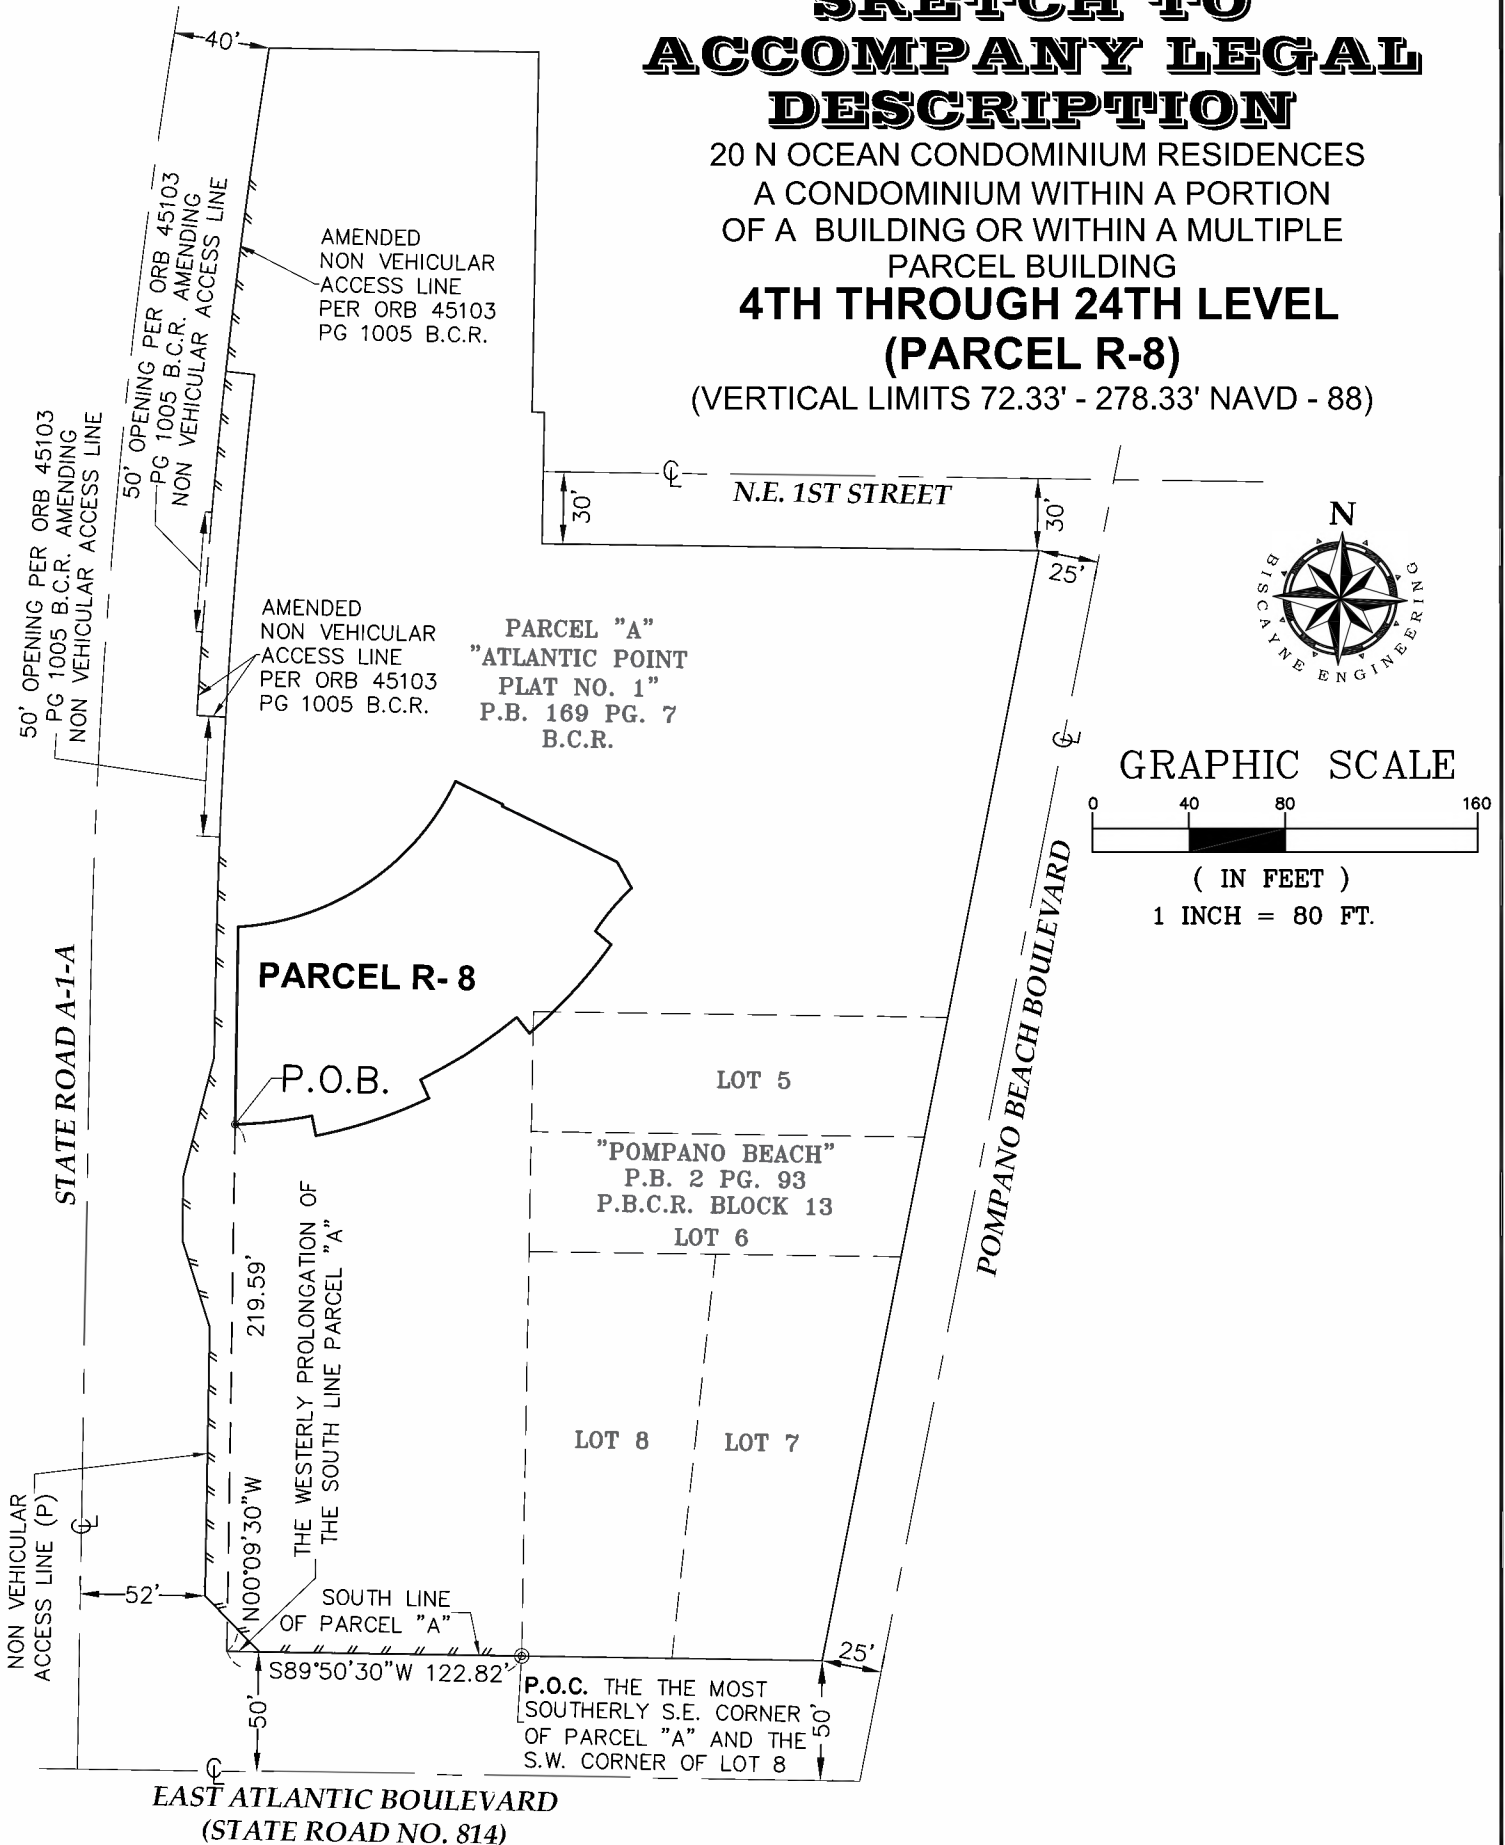 SKETCH TO
ACCOMPANY LEGAL
DESCRIPTION
20 N OCEAN CONDOMINIUM RESIDENCES
A CONDOMINIUM WITHIN A PORTION
OF A BUILDING OR WITHIN A MULTIPLE
PARCEL BUILDING
4TH THROUGH 24TH LEVEL
(PARCEL R-8)
(VERTICAL LIMITS 72.33' - 278.33' NAVD - 88)
40'
50' OPENING PER ORB 45103
PG 1005 B.C.R. AMENDING
NON VEHICULAR ACCESS LINE
AMENDED
NON VEHICULAR
ACCESS LINE
PER ORB 45103
PG 1005 B.C.R.
50' OPENING PER ORB 45103
PG 1005 B.C.R. AMENDING
NON VEHICULAR ACCESS LINE
℄
N.E. 1ST STREET
30'
30'
25'
N
BISCAYNE ENGINEERING
AMENDED
NON VEHICULAR
ACCESS LINE
PER ORB 45103
PG 1005 B.C.R.
PARCEL "A"
"ATLANTIC POINT
PLAT NO. 1"
P.B. 169 PG. 7
B.C.R.
℄
GRAPHIC SCALE
0 40 80 160
( IN FEET )
1 INCH = 80 FT.
PARCEL R- 8
P.O.B.
STATE ROAD A-1-A
POMPANO BEACH BOULEVARD
LOT 5
"POMPANO BEACH"
P.B. 2 PG. 93
P.B.C.R. BLOCK 13
LOT 6
219.59'
N00°09'30"W
THE WESTERLY PROLONGATION OF
THE SOUTH LINE PARCEL "A"
LOT 8
LOT 7
NON VEHICULAR
ACCESS LINE (P)
℄
52'
SOUTH LINE
OF PARCEL "A"
S89°50'30"W 122.82'
25'
P.O.C. THE THE MOST
SOUTHERLY S.E. CORNER
OF PARCEL "A" AND THE
S.W. CORNER OF LOT 8
50'
50'
℄
EAST ATLANTIC BOULEVARD
(STATE ROAD NO. 814)